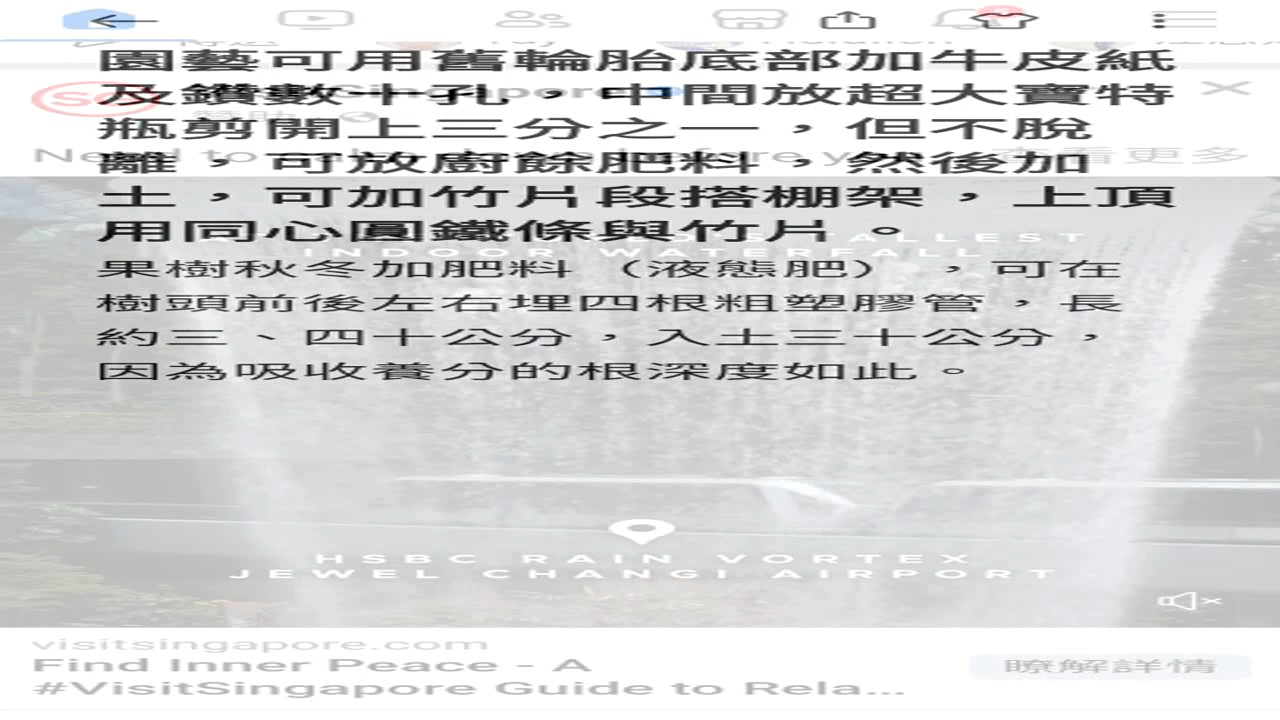 園藝可用舊輪胎底部加牛皮紙
及鑽數十孔，中間放超大寶特
瓶剪開上三分之一，但不脫
離，可放廚餘肥料，然後加
土，可加竹片段搭棚架，上頂
用同心圓鐵條與竹片。
果樹秋冬加肥料（液態肥），可在
樹頭前後左右埋四根粗塑膠管，長
約三、四十公分，入土三十公分，
因為吸收養分的根深度如此。
查看更多
INDOOR WATERFALL
HSBC RAIN VORTEX
JEWEL CHANGI AIRPORT
visitsingapore.com
Find Inner Peace - A
#VisitSingapore Guide to Rela...
瞭解詳情